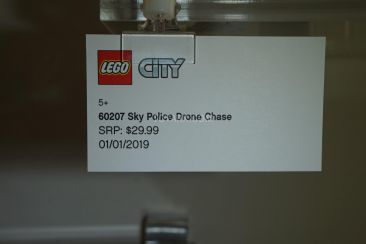 LEGO CITY
5+
60207 Sky Police Drone Chase
SRP: $29.99
01/01/2019